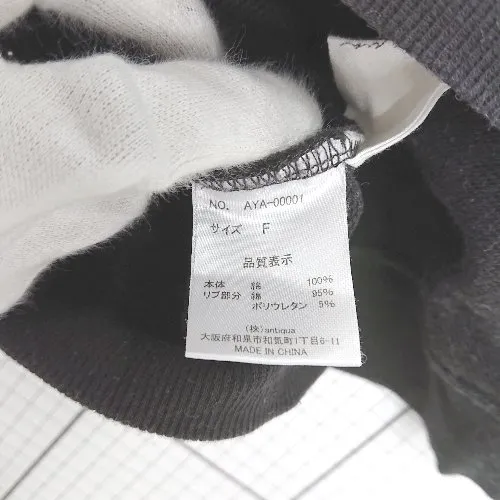 NO. AYA-00001
サイズ F
品質表示
本体 綿 100%
リブ部分 綿 95%
ポリウレタン 5%
(株)antiqua
大阪府和泉市和気町1丁目6-11
MADE IN CHINA